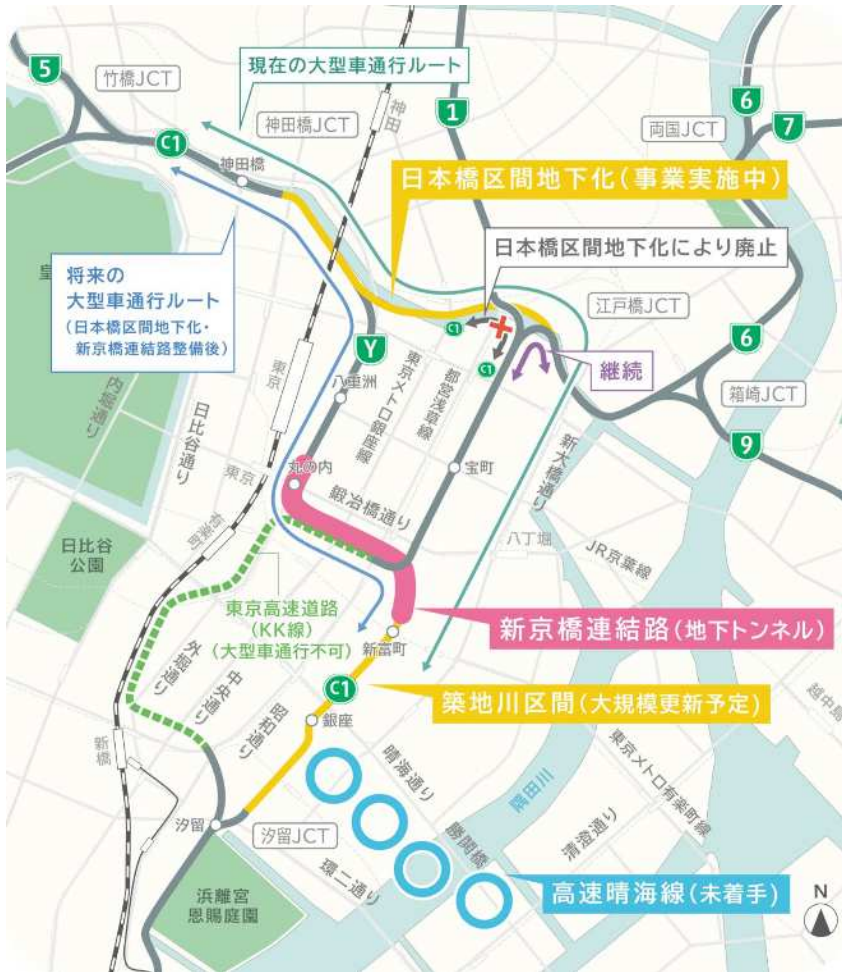 5
竹橋JCT
現在の大型車通行ルート
神田橋JCT
神田
1
6
7
両国JCT
C1
神田橋
日本橋区間地下化(事業実施中)
日本橋区間地下化により廃止
皇
将来の
大型車通行ルート
(日本橋区間地下化・
新京橋連結路整備後)
江戸橋JCT
C1
C1
継続
6
箱崎JCT
9
Y
八重洲
東京
内堀通り
日比谷通り
東京メトロ銀座線
都営浅草線
宝町
新大橋通り
東京
丸の内
鍛冶橋通り
八丁堀
JR京葉線
有楽町
日比谷
公園
東京高速道路
(KK線)
(大型車通行不可)
新京橋連結路(地下トンネル)
新富町
外堀通り
中央通り
昭和通り
C1
築地川区間(大規模更新予定)
銀座
越中島
新橋
晴海通り
隅田川
東京メトロ有楽町線
清澄通り
勝鬨橋
汐留
汐留JCT
環二通り
高速晴海線(未着手)
浜離宮
恩賜庭園
N